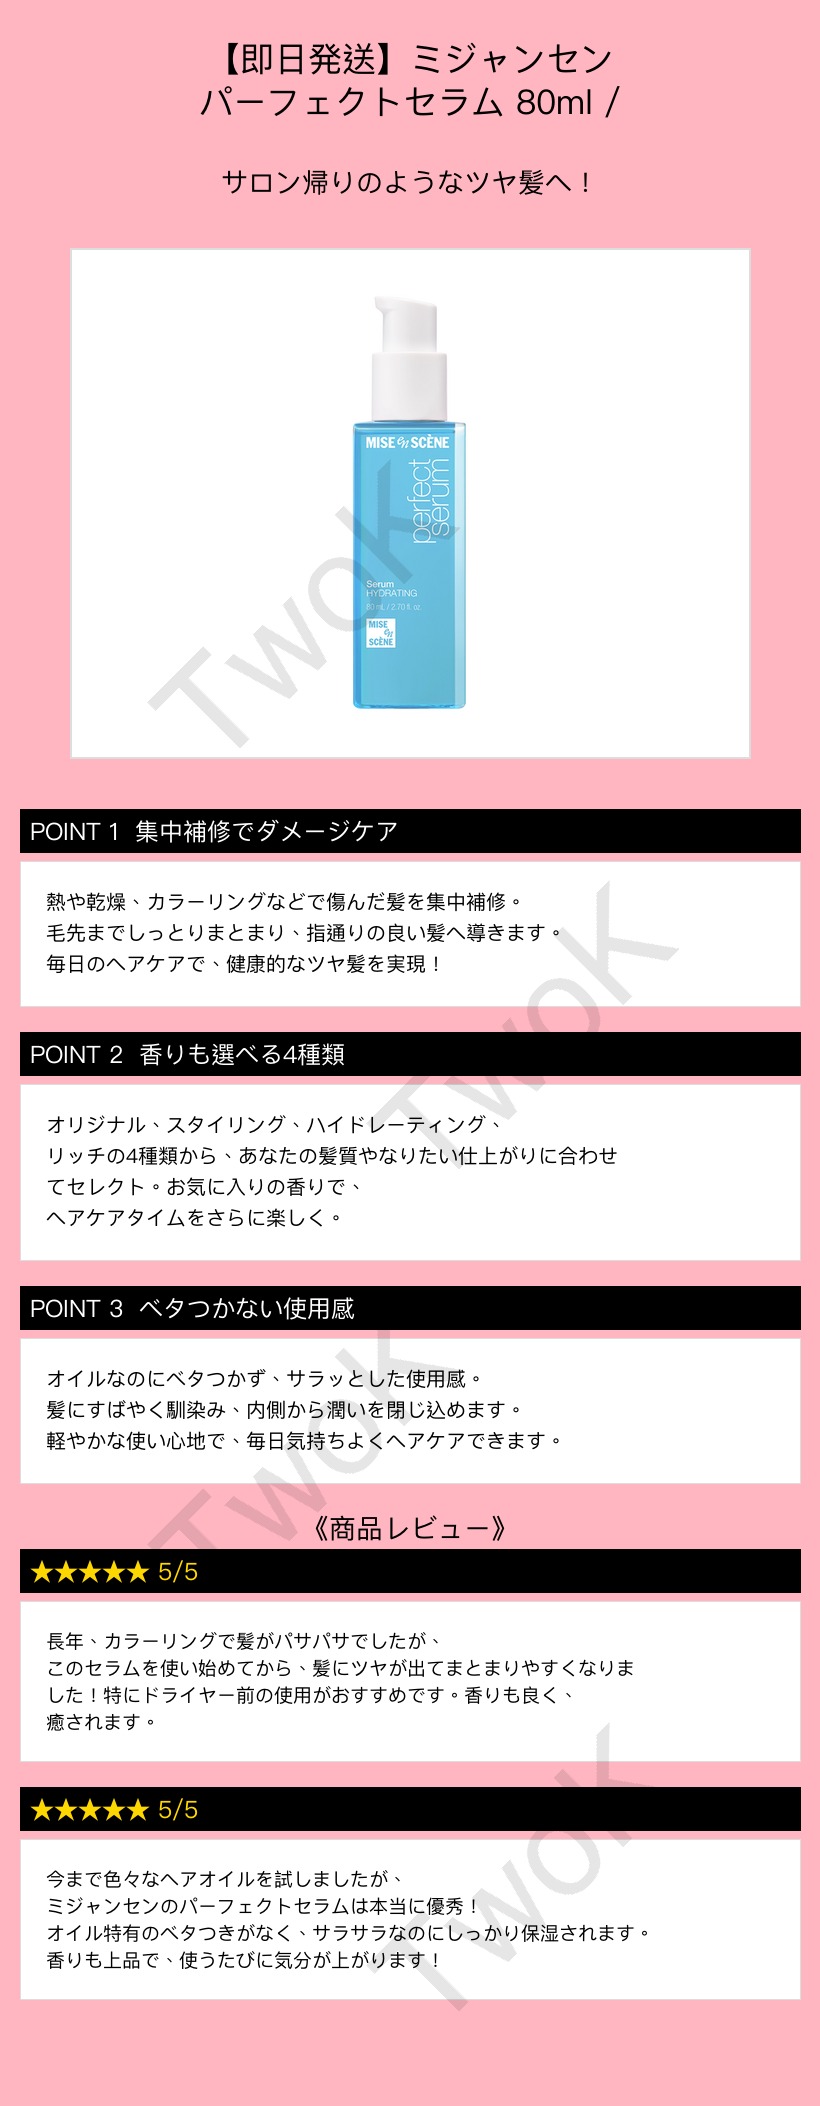 【即日発送】ミジャンセン
パーフェクトセラム 80ml /
サロン帰りのようなツヤ髪へ！
MISE en SCÈNE
perfect
serum
Serum
HYDRATING
80 mL / 2.70 fl. oz.
MISE
en
SCÈNE
TwoK
POINT 1 集中補修でダメージケア
熱や乾燥、カラーリングなどで傷んだ髪を集中補修。
毛先までしっとりまとまり、指通りの良い髪へ導きます。
毎日のヘアケアで、健康的なツヤ髪を実現！
TwoK
POINT 2 香りも選べる4種類
オリジナル、スタイリング、ハイドレーティング、
リッチの4種類から、あなたの髪質やなりたい仕上がりに合わせ
てセレクト。お気に入りの香りで、
ヘアケアタイムをさらに楽しく。
POINT 3 ベタつかない使用感
オイルなのにベタつかず、サラッとした使用感。
髪にすばやく馴染み、内側から潤いを閉じ込めます。
軽やかな使い心地で、毎日気持ちよくヘアケアできます。
TwoK
《商品レビュー》
★★★★★ 5/5
長年、カラーリングで髪がパサパサでしたが、
このセラムを使い始めてから、髪にツヤが出てまとまりやすくなりま
した！特にドライヤー前の使用がおすすめです。香りも良く、
癒されます。
★★★★★ 5/5
今まで色々なヘアオイルを試しましたが、
ミジャンセンのパーフェクトセラムは本当に優秀！
オイル特有のベタつきがなく、サラサラなのにしっかり保湿されます。
香りも上品で、使うたびに気分が上がります！
TwoK